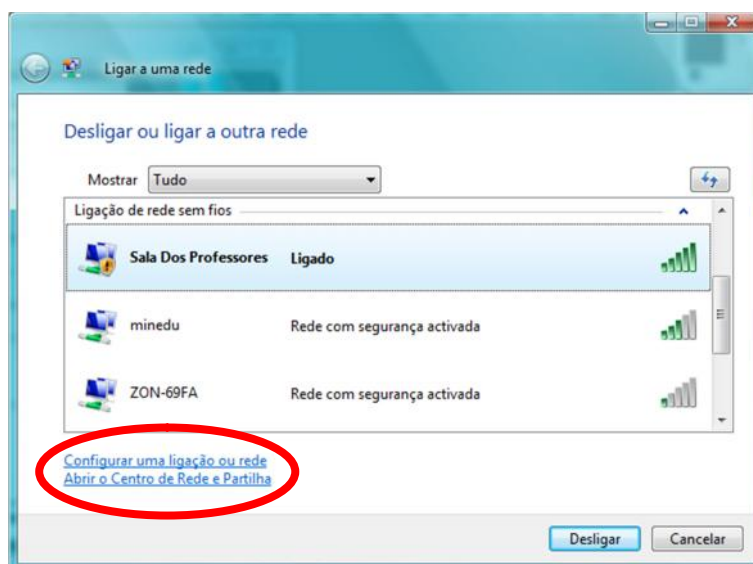 Ligar a uma rede
Desligar ou ligar a outra rede
Mostrar Tudo
Ligação de rede sem fios
Sala Dos Professores Ligado
minedu Rede com segurança activada
ZON-69FA Rede com segurança activada
Configurar uma ligação ou rede
Abrir o Centro de Rede e Partilha
Desligar Cancelar